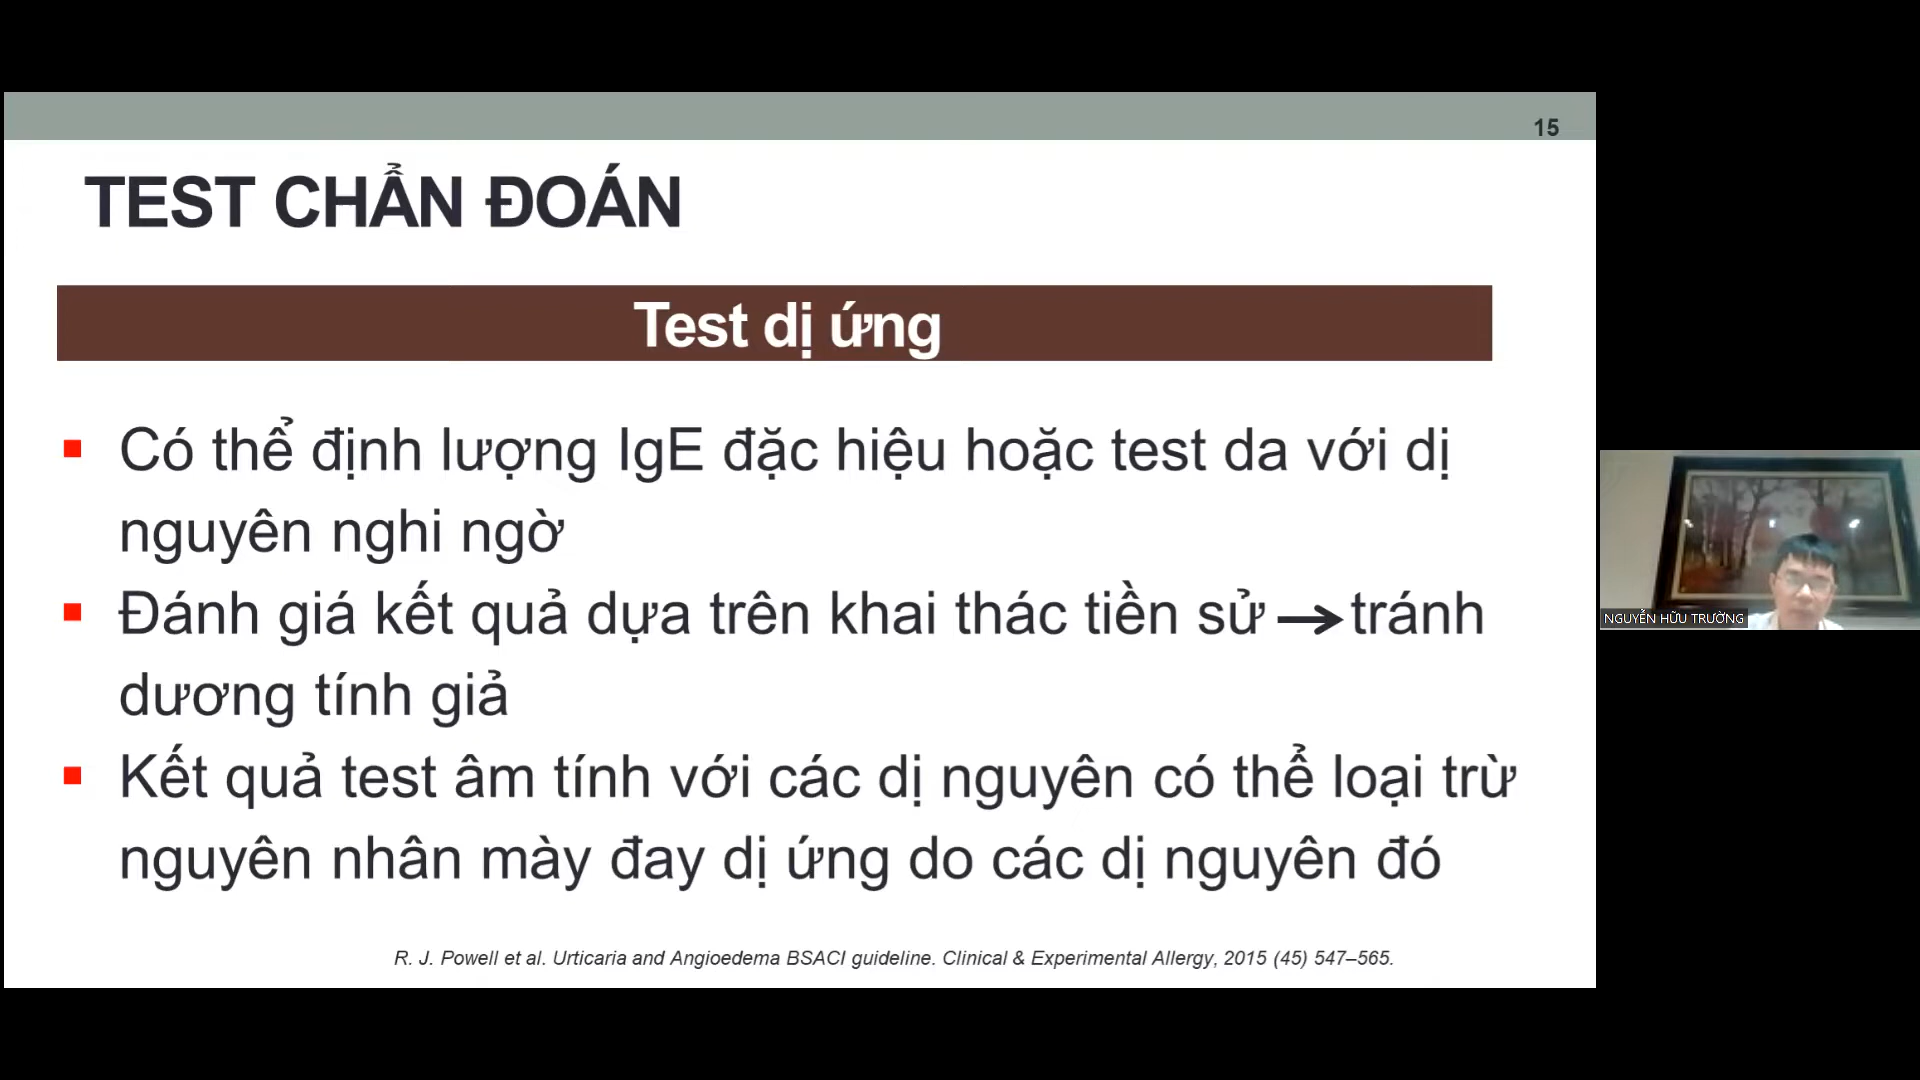 15
TEST CHẨN ĐOÁN
Test dị ứng
Có thể định lượng IgE đặc hiệu hoặc test da với dị
nguyên nghi ngờ
Đánh giá kết quả dựa trên khai thác tiền sử → tránh
dương tính giả
Kết quả test âm tính với các dị nguyên có thể loại trừ
nguyên nhân mày đay dị ứng do các dị nguyên đó
R. J. Powell et al. Urticaria and Angioedema BSACI guideline. Clinical & Experimental Allergy, 2015 (45) 547–565.
NGUYỄN HỮU TRƯỜNG